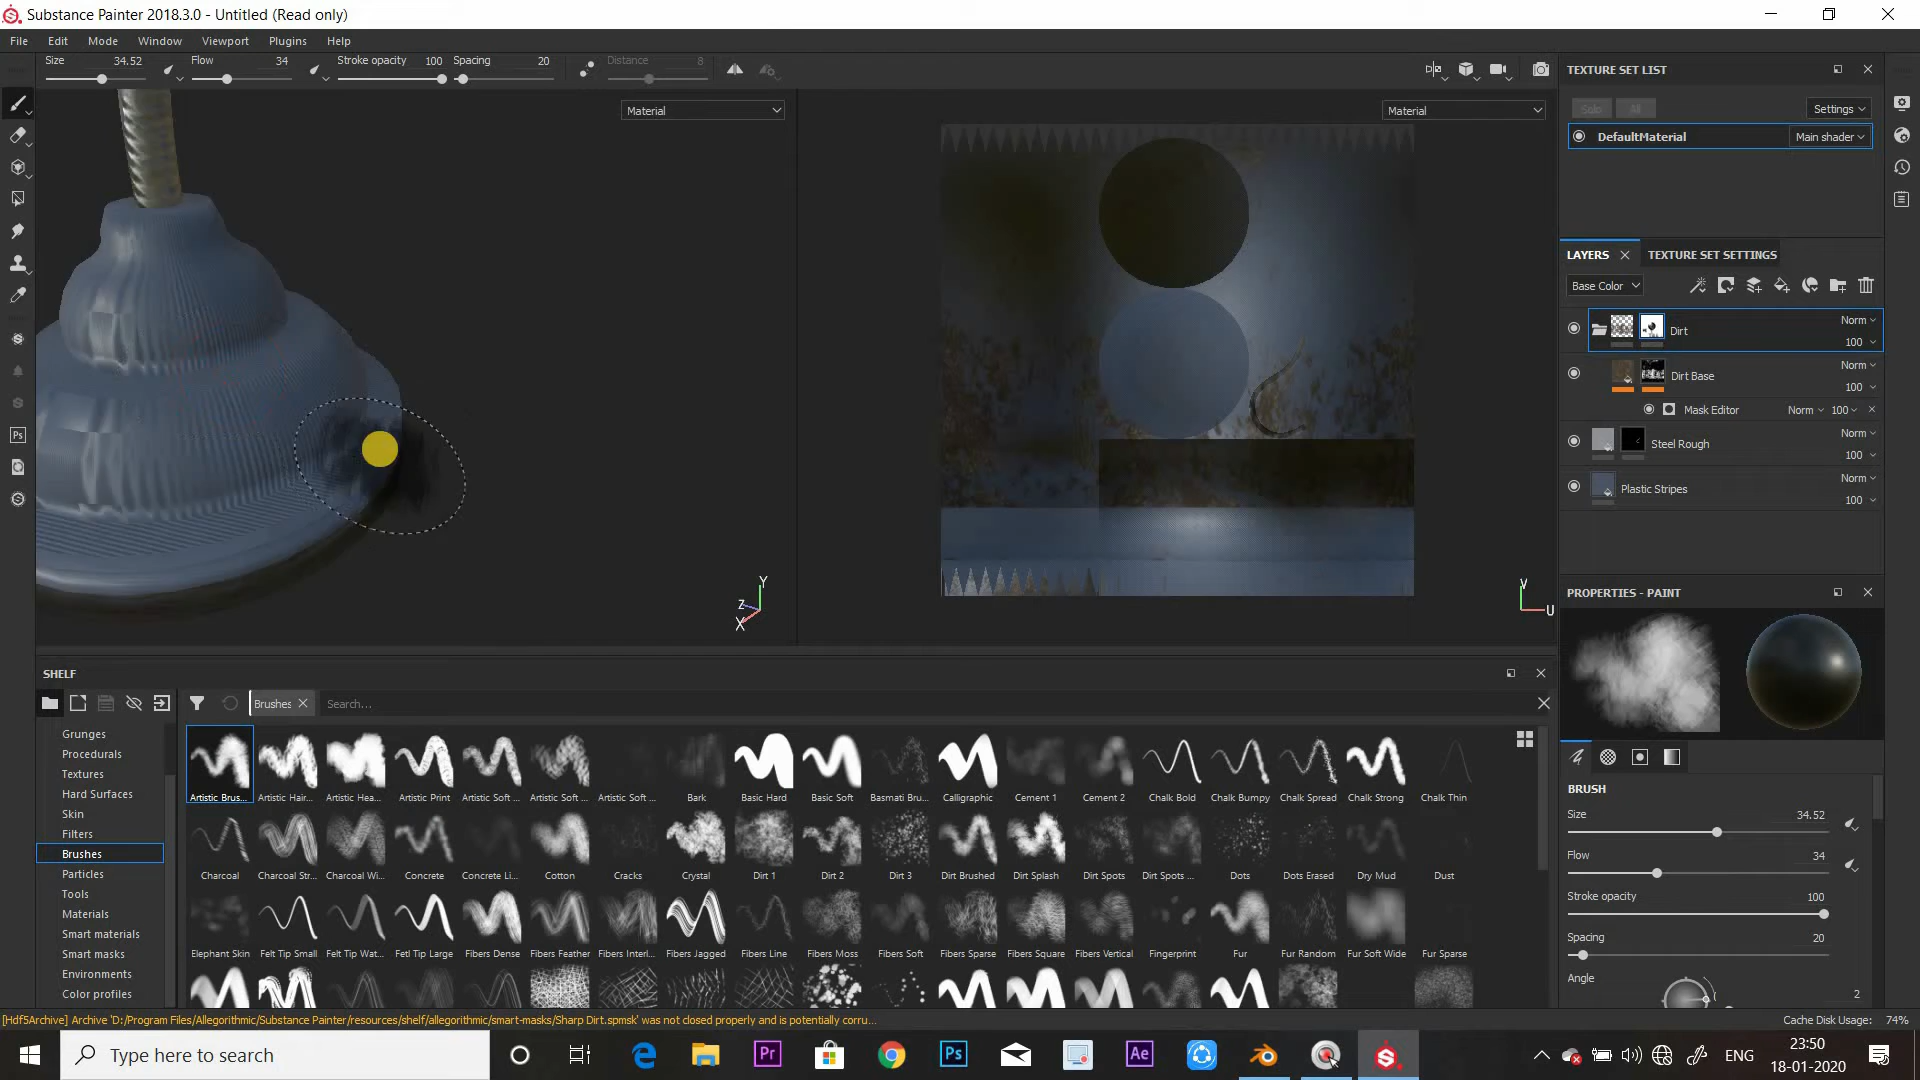 Substance Painter 2018.3.0 - Untitled (Read only)
File Edit Mode Window Viewport Plugins Help
Size 34.52 Flow 34 Stroke opacity 100 Spacing 20 Distance 8
Material
Material
Y
Z
X
V
U
TEXTURE SET LIST
Solo All Settings
DefaultMaterial Main shader
LAYERS TEXTURE SET SETTINGS
Base Color
Dirt Norm 100
Dirt Base Norm 100
Mask Editor Norm 100
Steel Rough Norm 100
Plastic Stripes Norm 100
PROPERTIES - PAINT
BRUSH
Size 34.52
Flow 34
Stroke opacity 100
Spacing 20
Angle 2
SHELF
Brushes Search...
Grunges
Procedurals
Textures
Hard Surfaces
Skin
Filters
Brushes
Particles
Tools
Materials
Smart materials
Smart masks
Environments
Color profiles
Artistic Brus... Artistic Hair... Artistic Hea... Artistic Print Artistic Soft ... Artistic Soft ... Artistic Soft ... Bark Basic Hard Basic Soft Basmati Bru... Calligraphic Cement 1 Cement 2 Chalk Bold Chalk Bumpy Chalk Spread Chalk Strong Chalk Thin
Charcoal Charcoal Str... Charcoal Wi... Concrete Concrete Li... Cotton Cracks Crystal Dirt 1 Dirt 2 Dirt 3 Dirt Brushed Dirt Splash Dirt Spots Dirt Spots ... Dots Dots Erased Dry Mud Dust
Elephant Skin Felt Tip Small Felt Tip Wat... Fetl Tip Large Fibers Dense Fibers Feather Fibers Interl... Fibers Jagged Fibers Line Fibers Moss Fibers Soft Fibers Sparse Fibers Square Fibers Vertical Fingerprint Fur Fur Random Fur Soft Wide Fur Sparse
[Hdf5Archive] Archive 'D:/Program Files/Allegorithmic/Substance Painter/resources/shelf/allegorithmic/smart-masks/Sharp Dirt.spmsk' was not closed properly and is potentially corru...
Cache Disk Usage: 74%
Type here to search
Pr
Ps
Ae
ENG
23:50
18-01-2020